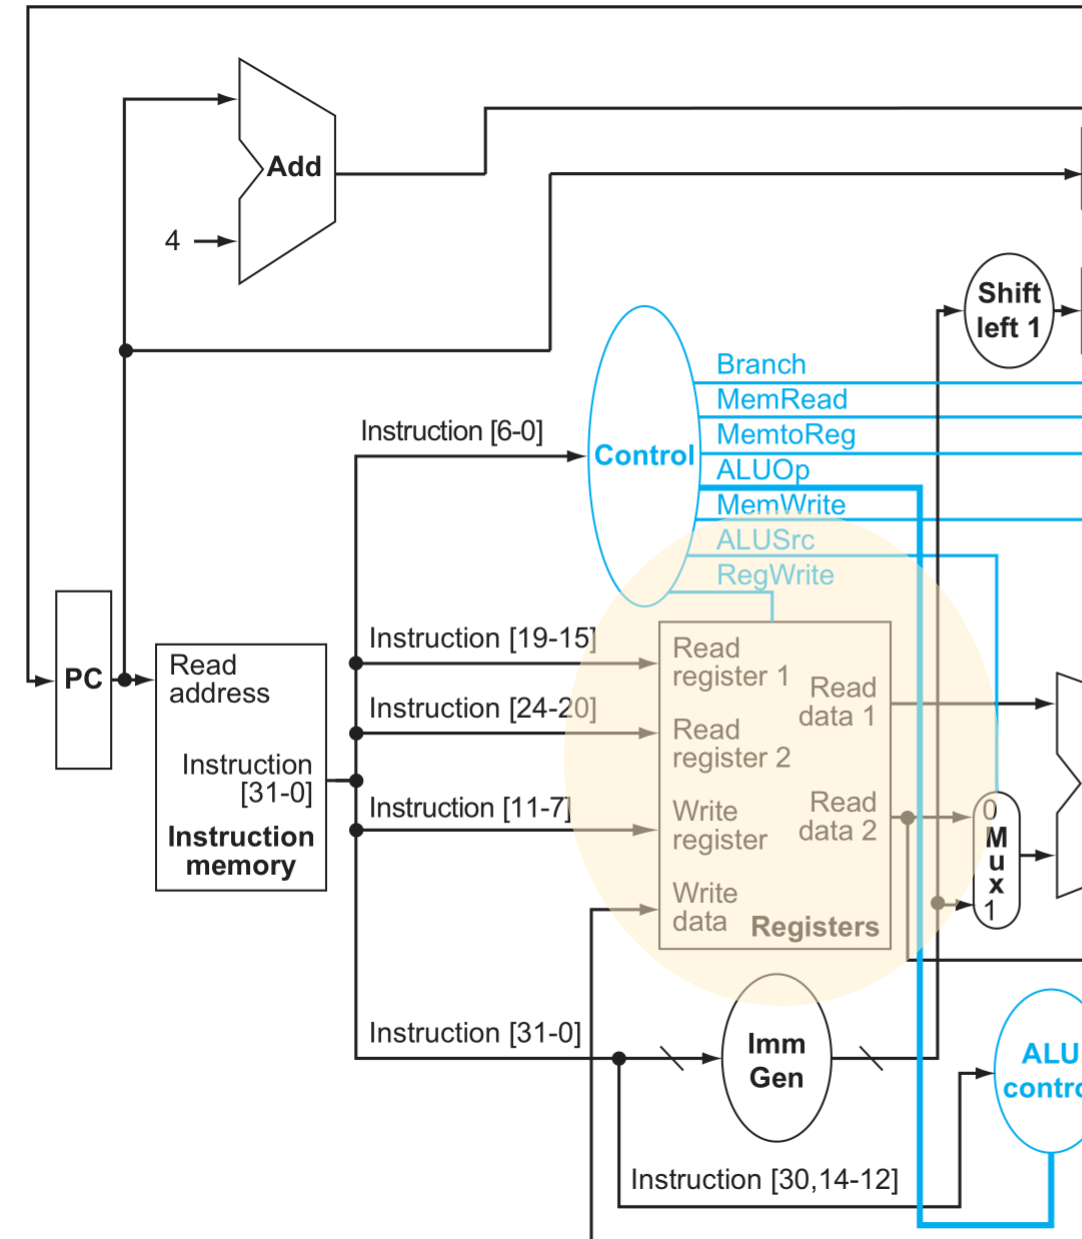 Add
4
Shift
left 1
Branch
MemRead
MemtoReg
ALUOp
MemWrite
ALUSrc
RegWrite
Control
Instruction [6-0]
Instruction [19-15]
Instruction [24-20]
Instruction [11-7]
Instruction [31-0]
PC
Read
address
Instruction
[31-0]
Instruction
memory
Read
register 1
Read
register 2
Write
register
Write
data
Read
data 1
Read
data 2
Registers
0
M
u
x
1
Imm
Gen
ALU
contro
Instruction [30,14-12]